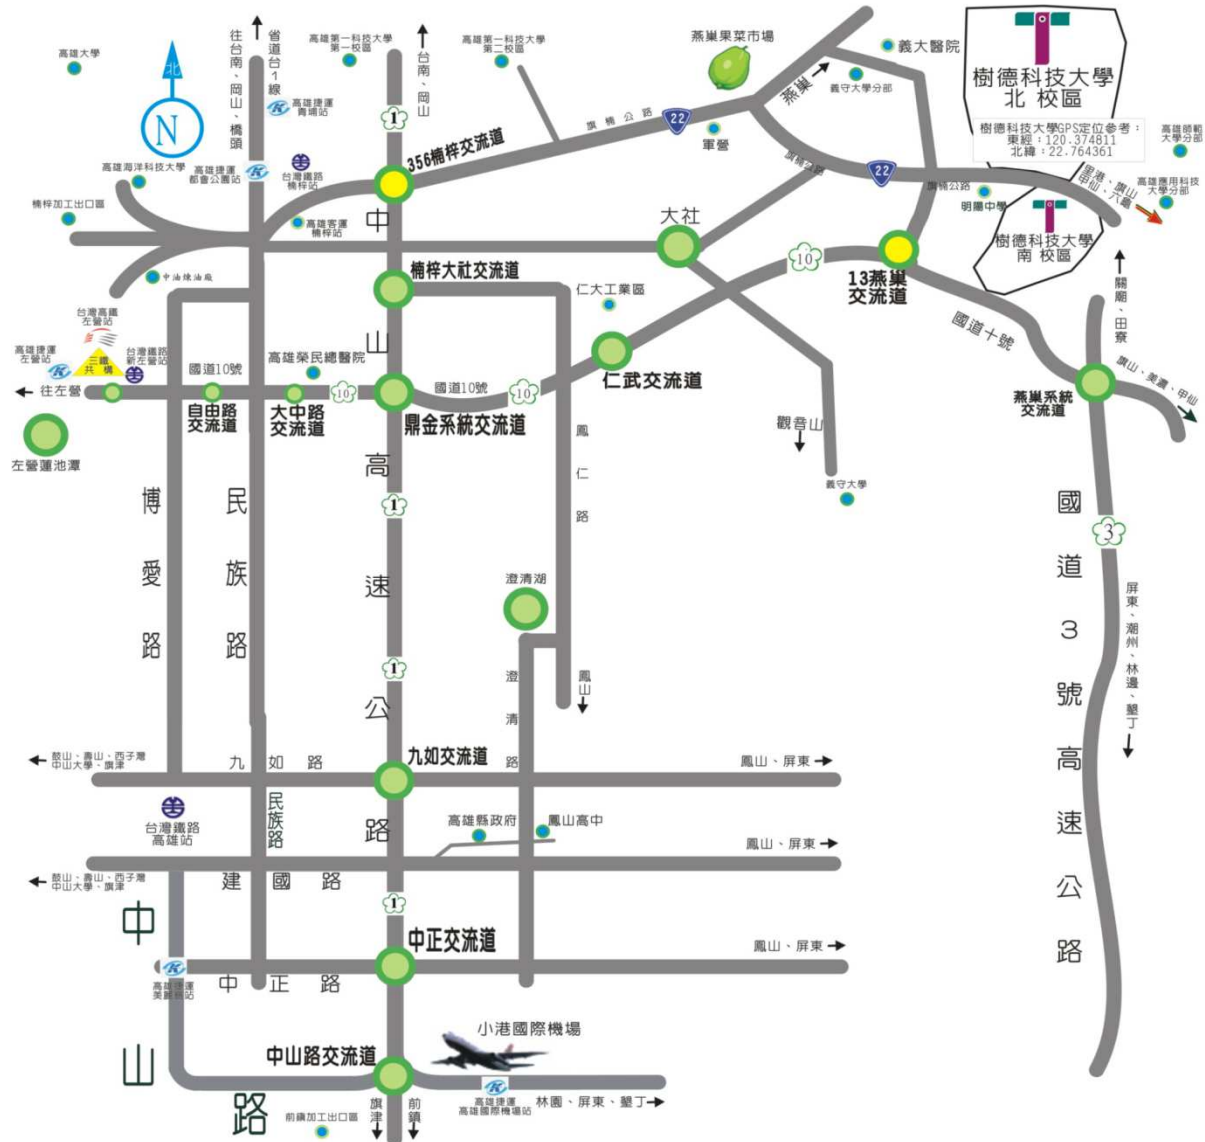 高雄大學
往台南、岡山、橋頭
省道台1線
高雄第一科技大學
第一校區
台南、岡山
高雄第一科技大學
第二校區
燕巢果菜市場
義大醫院
義守大學分部
燕巢
樹德科技大學
北 校區
樹德科技大學GPS定位參考：
東經：120.374811
北緯：22.764361
高雄師範
大學分部
高雄應用科技
大學分部
北
N
高雄捷運
青埔站
1
旗楠公路
22
軍營
旗楠公路
22
旗楠公路
明陽中學
里港、旗山
甲仙、六龜
樹德科技大學
南 校區
高雄海洋科技大學
高雄捷運
都會公園站
台灣鐵路
楠梓站
356楠梓交流道
楠梓加工出口區
高雄客運
楠梓站
中
大社
10
13燕巢
交流道
關廟、田寮
中油煉油廠
楠梓大社交流道
仁大工業區
國道十號
台灣高鐵
左營站
高雄捷運
左營站
三鐵
共構
台灣鐵路
新左營站
國道10號
高雄榮民總醫院
山
仁武交流道
往左營
自由路
交流道
大中路
交流道
10
國道10號
10
鼎金系統交流道
燕巢系統
交流道
旗山、美濃、甲仙
左營蓮池潭
觀音山
鳳仁路
義守大學
博愛路
民族路
高
1
速
國道3號高速公路
3
澄清湖
屏東、潮州、林邊、墾丁
1
澄清路
鳳山
公
鼓山、壽山、西子灣
中山大學、旗津
九如路
九如交流道
鳳山、屏東
台灣鐵路
高雄站
民族路
路
高雄縣政府
鳳山高中
鳳山、屏東
鼓山、壽山、西子灣
中山大學、旗津
建國路
1
中
中正交流道
鳳山、屏東
高雄捷運
美麗島站
中正路
山
中山路交流道
小港國際機場
路
前鎮加工出口區
旗津
前鎮
高雄捷運
高雄國際機場站
林園、屏東、墾丁